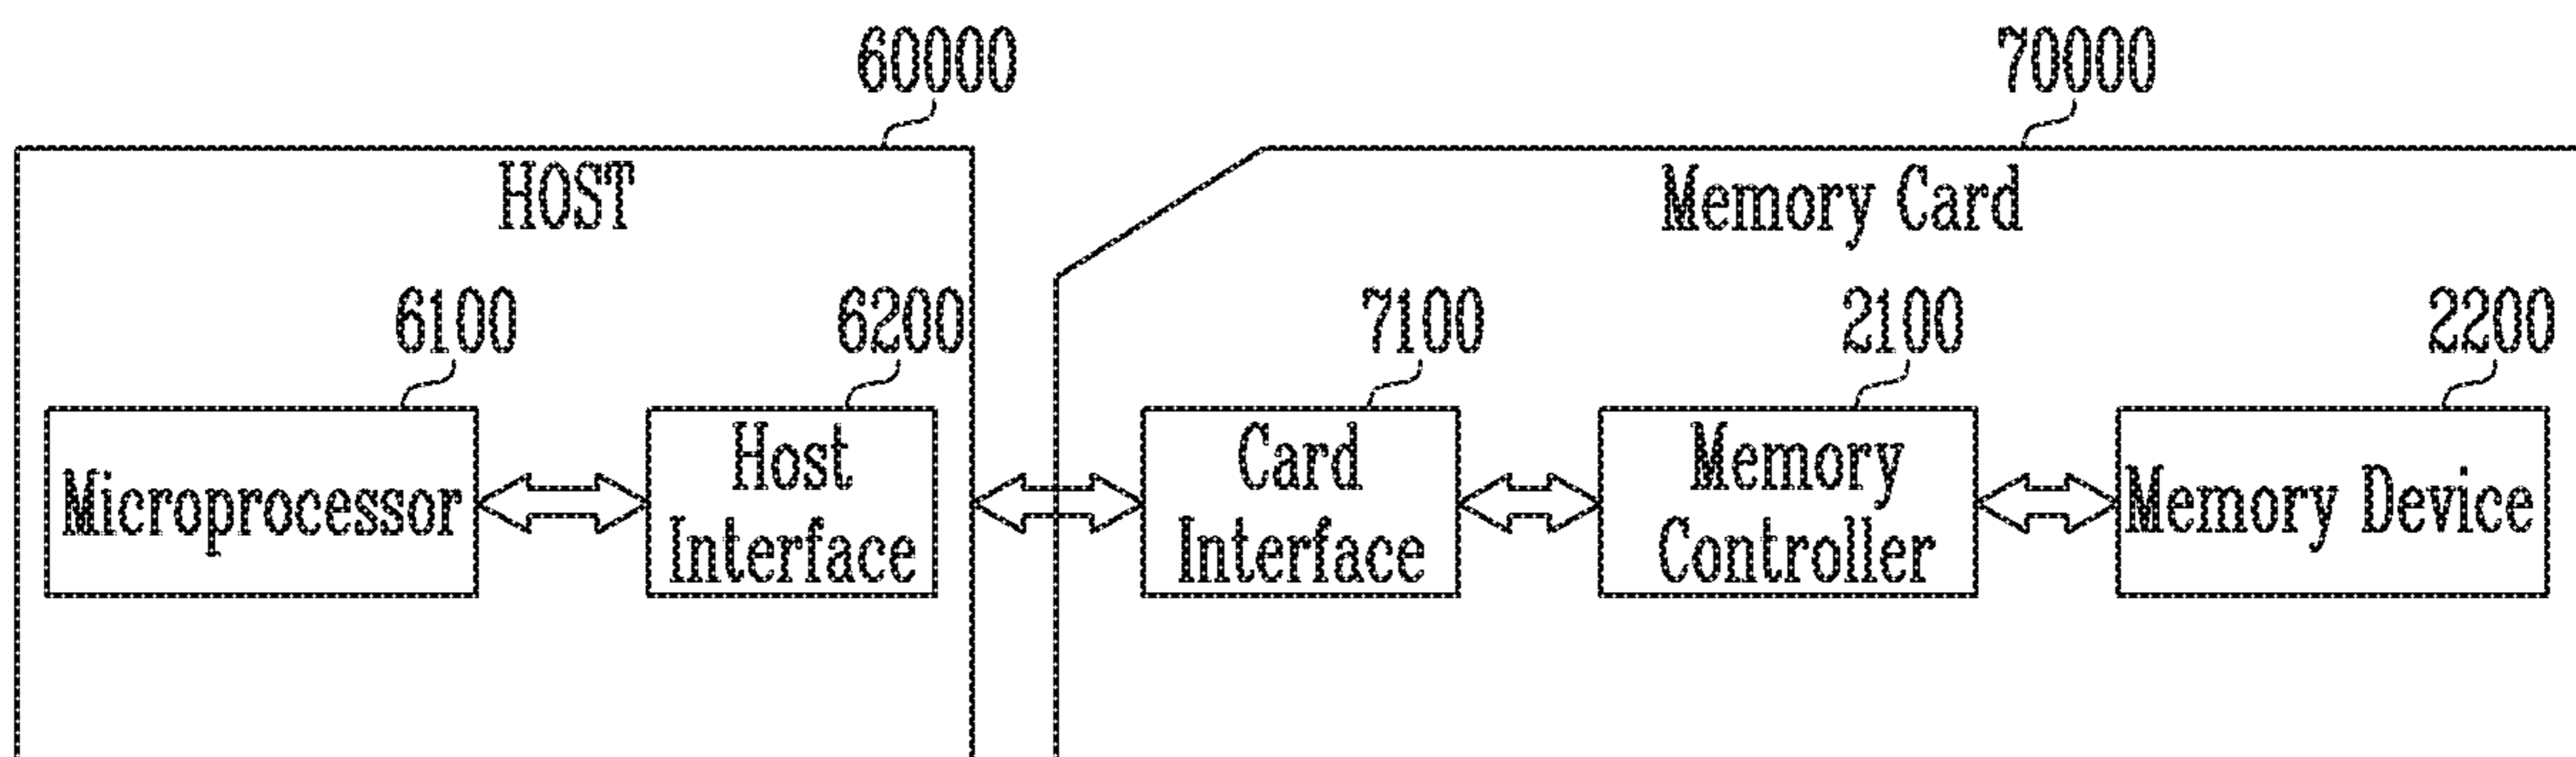 60000
70000
HOST
Memory Card
6100
6200
7100
2100
2200
Microprocessor
Host
Interface
Card
Interface
Memory
Controller
Memory Device